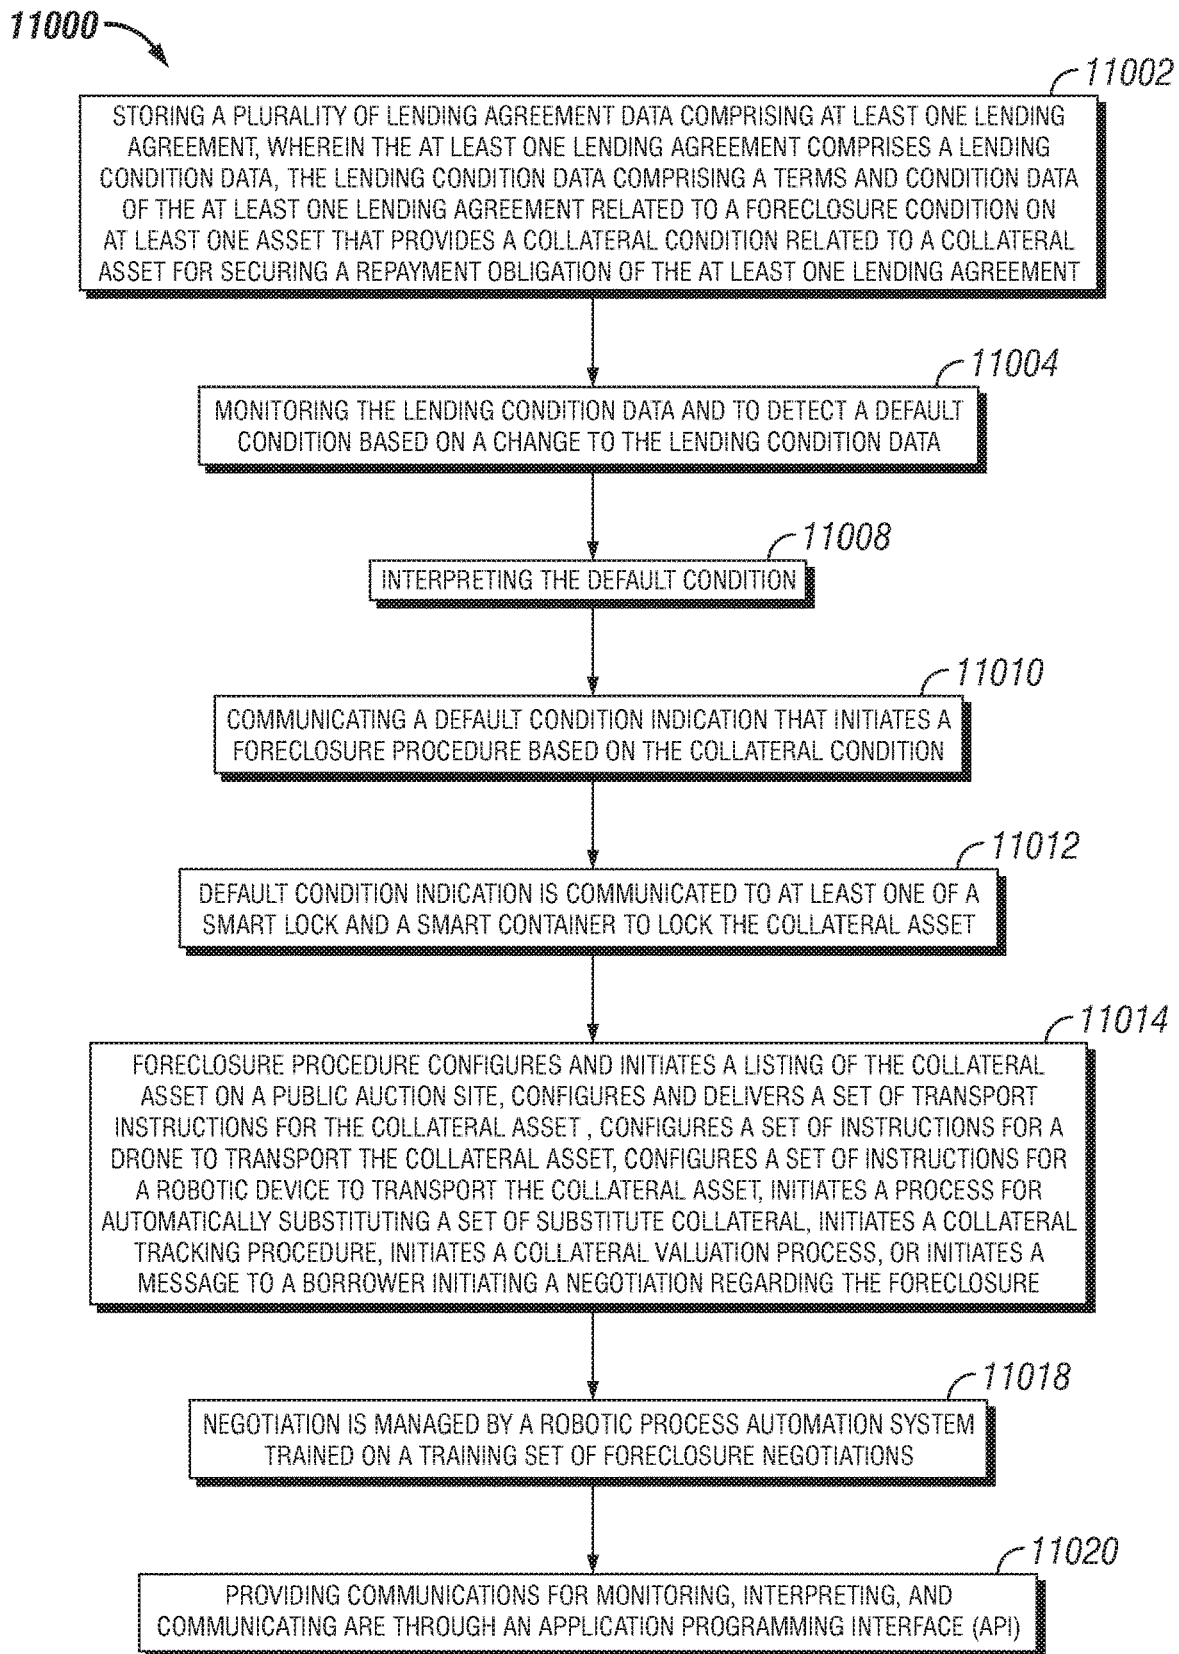 11000
11002
STORING A PLURALITY OF LENDING AGREEMENT DATA COMPRISING AT LEAST ONE LENDING
AGREEMENT, WHEREIN THE AT LEAST ONE LENDING AGREEMENT COMPRISES A LENDING
CONDITION DATA, THE LENDING CONDITION DATA COMPRISING A TERMS AND CONDITION DATA
OF THE AT LEAST ONE LENDING AGREEMENT RELATED TO A FORECLOSURE CONDITION ON
AT LEAST ONE ASSET THAT PROVIDES A COLLATERAL CONDITION RELATED TO A COLLATERAL
ASSET FOR SECURING A REPAYMENT OBLIGATION OF THE AT LEAST ONE LENDING AGREEMENT
11004
MONITORING THE LENDING CONDITION DATA AND TO DETECT A DEFAULT
CONDITION BASED ON A CHANGE TO THE LENDING CONDITION DATA
11008
INTERPRETING THE DEFAULT CONDITION
11010
COMMUNICATING A DEFAULT CONDITION INDICATION THAT INITIATES A
FORECLOSURE PROCEDURE BASED ON THE COLLATERAL CONDITION
11012
DEFAULT CONDITION INDICATION IS COMMUNICATED TO AT LEAST ONE OF A
SMART LOCK AND A SMART CONTAINER TO LOCK THE COLLATERAL ASSET
11014
FORECLOSURE PROCEDURE CONFIGURES AND INITIATES A LISTING OF THE COLLATERAL
ASSET ON A PUBLIC AUCTION SITE, CONFIGURES AND DELIVERS A SET OF TRANSPORT
INSTRUCTIONS FOR THE COLLATERAL ASSET , CONFIGURES A SET OF INSTRUCTIONS FOR A
DRONE TO TRANSPORT THE COLLATERAL ASSET, CONFIGURES A SET OF INSTRUCTIONS FOR
A ROBOTIC DEVICE TO TRANSPORT THE COLLATERAL ASSET, INITIATES A PROCESS FOR
AUTOMATICALLY SUBSTITUTING A SET OF SUBSTITUTE COLLATERAL, INITIATES A COLLATERAL
TRACKING PROCEDURE, INITIATES A COLLATERAL VALUATION PROCESS, OR INITIATES A
MESSAGE TO A BORROWER INITIATING A NEGOTIATION REGARDING THE FORECLOSURE
11018
NEGOTIATION IS MANAGED BY A ROBOTIC PROCESS AUTOMATION SYSTEM
TRAINED ON A TRAINING SET OF FORECLOSURE NEGOTIATIONS
11020
PROVIDING COMMUNICATIONS FOR MONITORING, INTERPRETING, AND
COMMUNICATING ARE THROUGH AN APPLICATION PROGRAMMING INTERFACE (API)